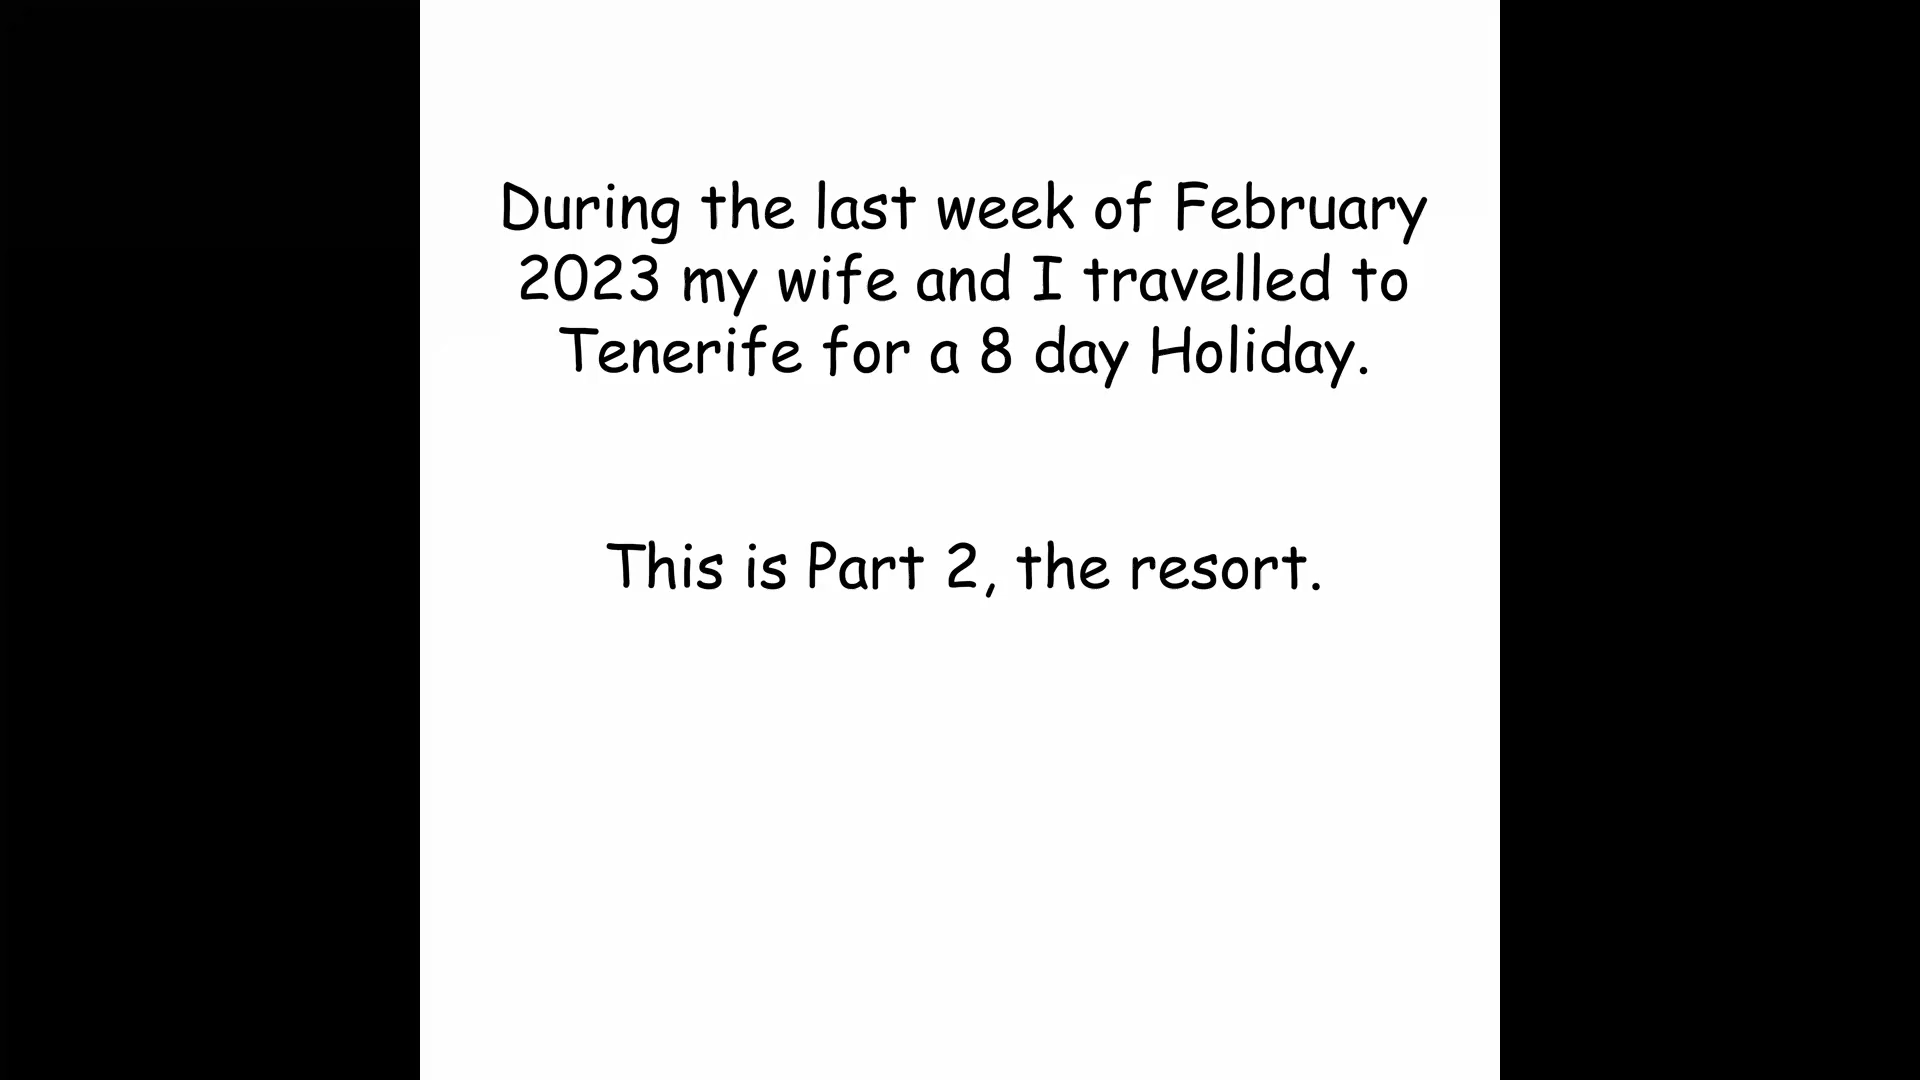 During the last week of February
2023 my wife and I travelled to
Tenerife for a 8 day Holiday.
This is Part 2, the resort.